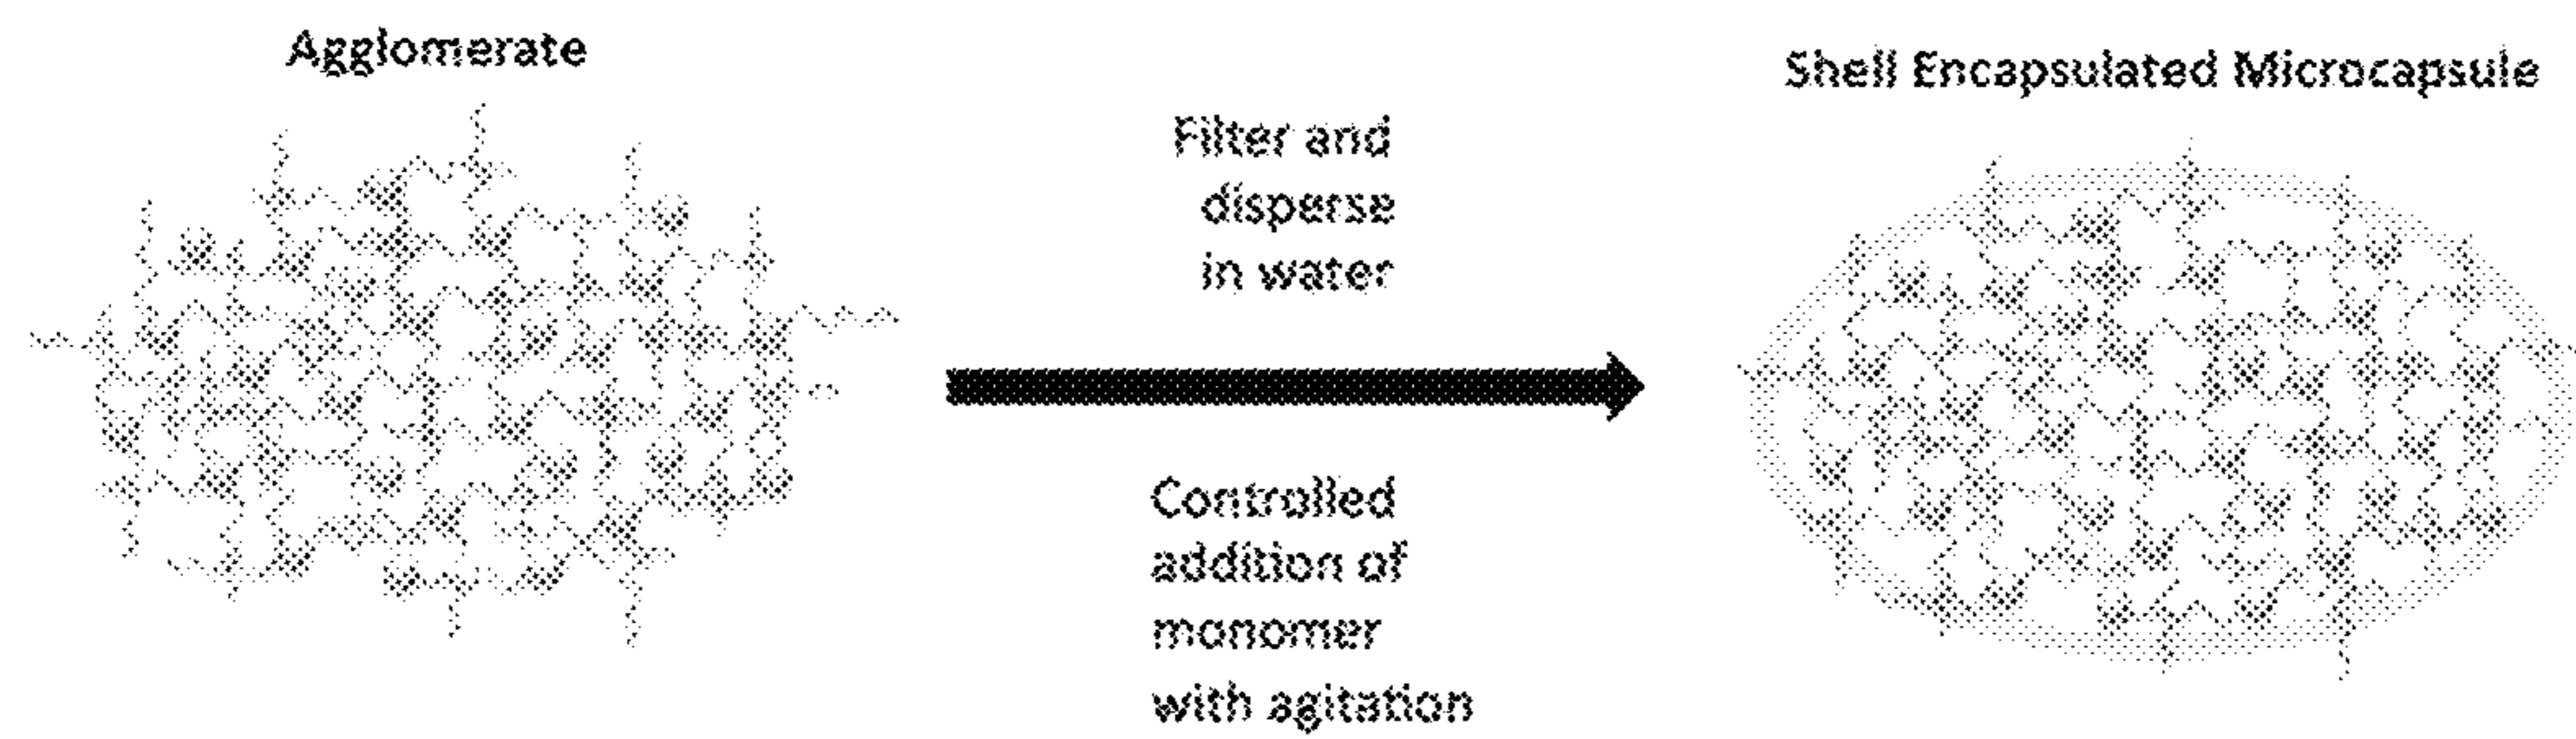 Agglomerate
Shell Encapsulated Microcapsule
Filter and
disperse
in water
Controlled
addition of
monomer
with agitation